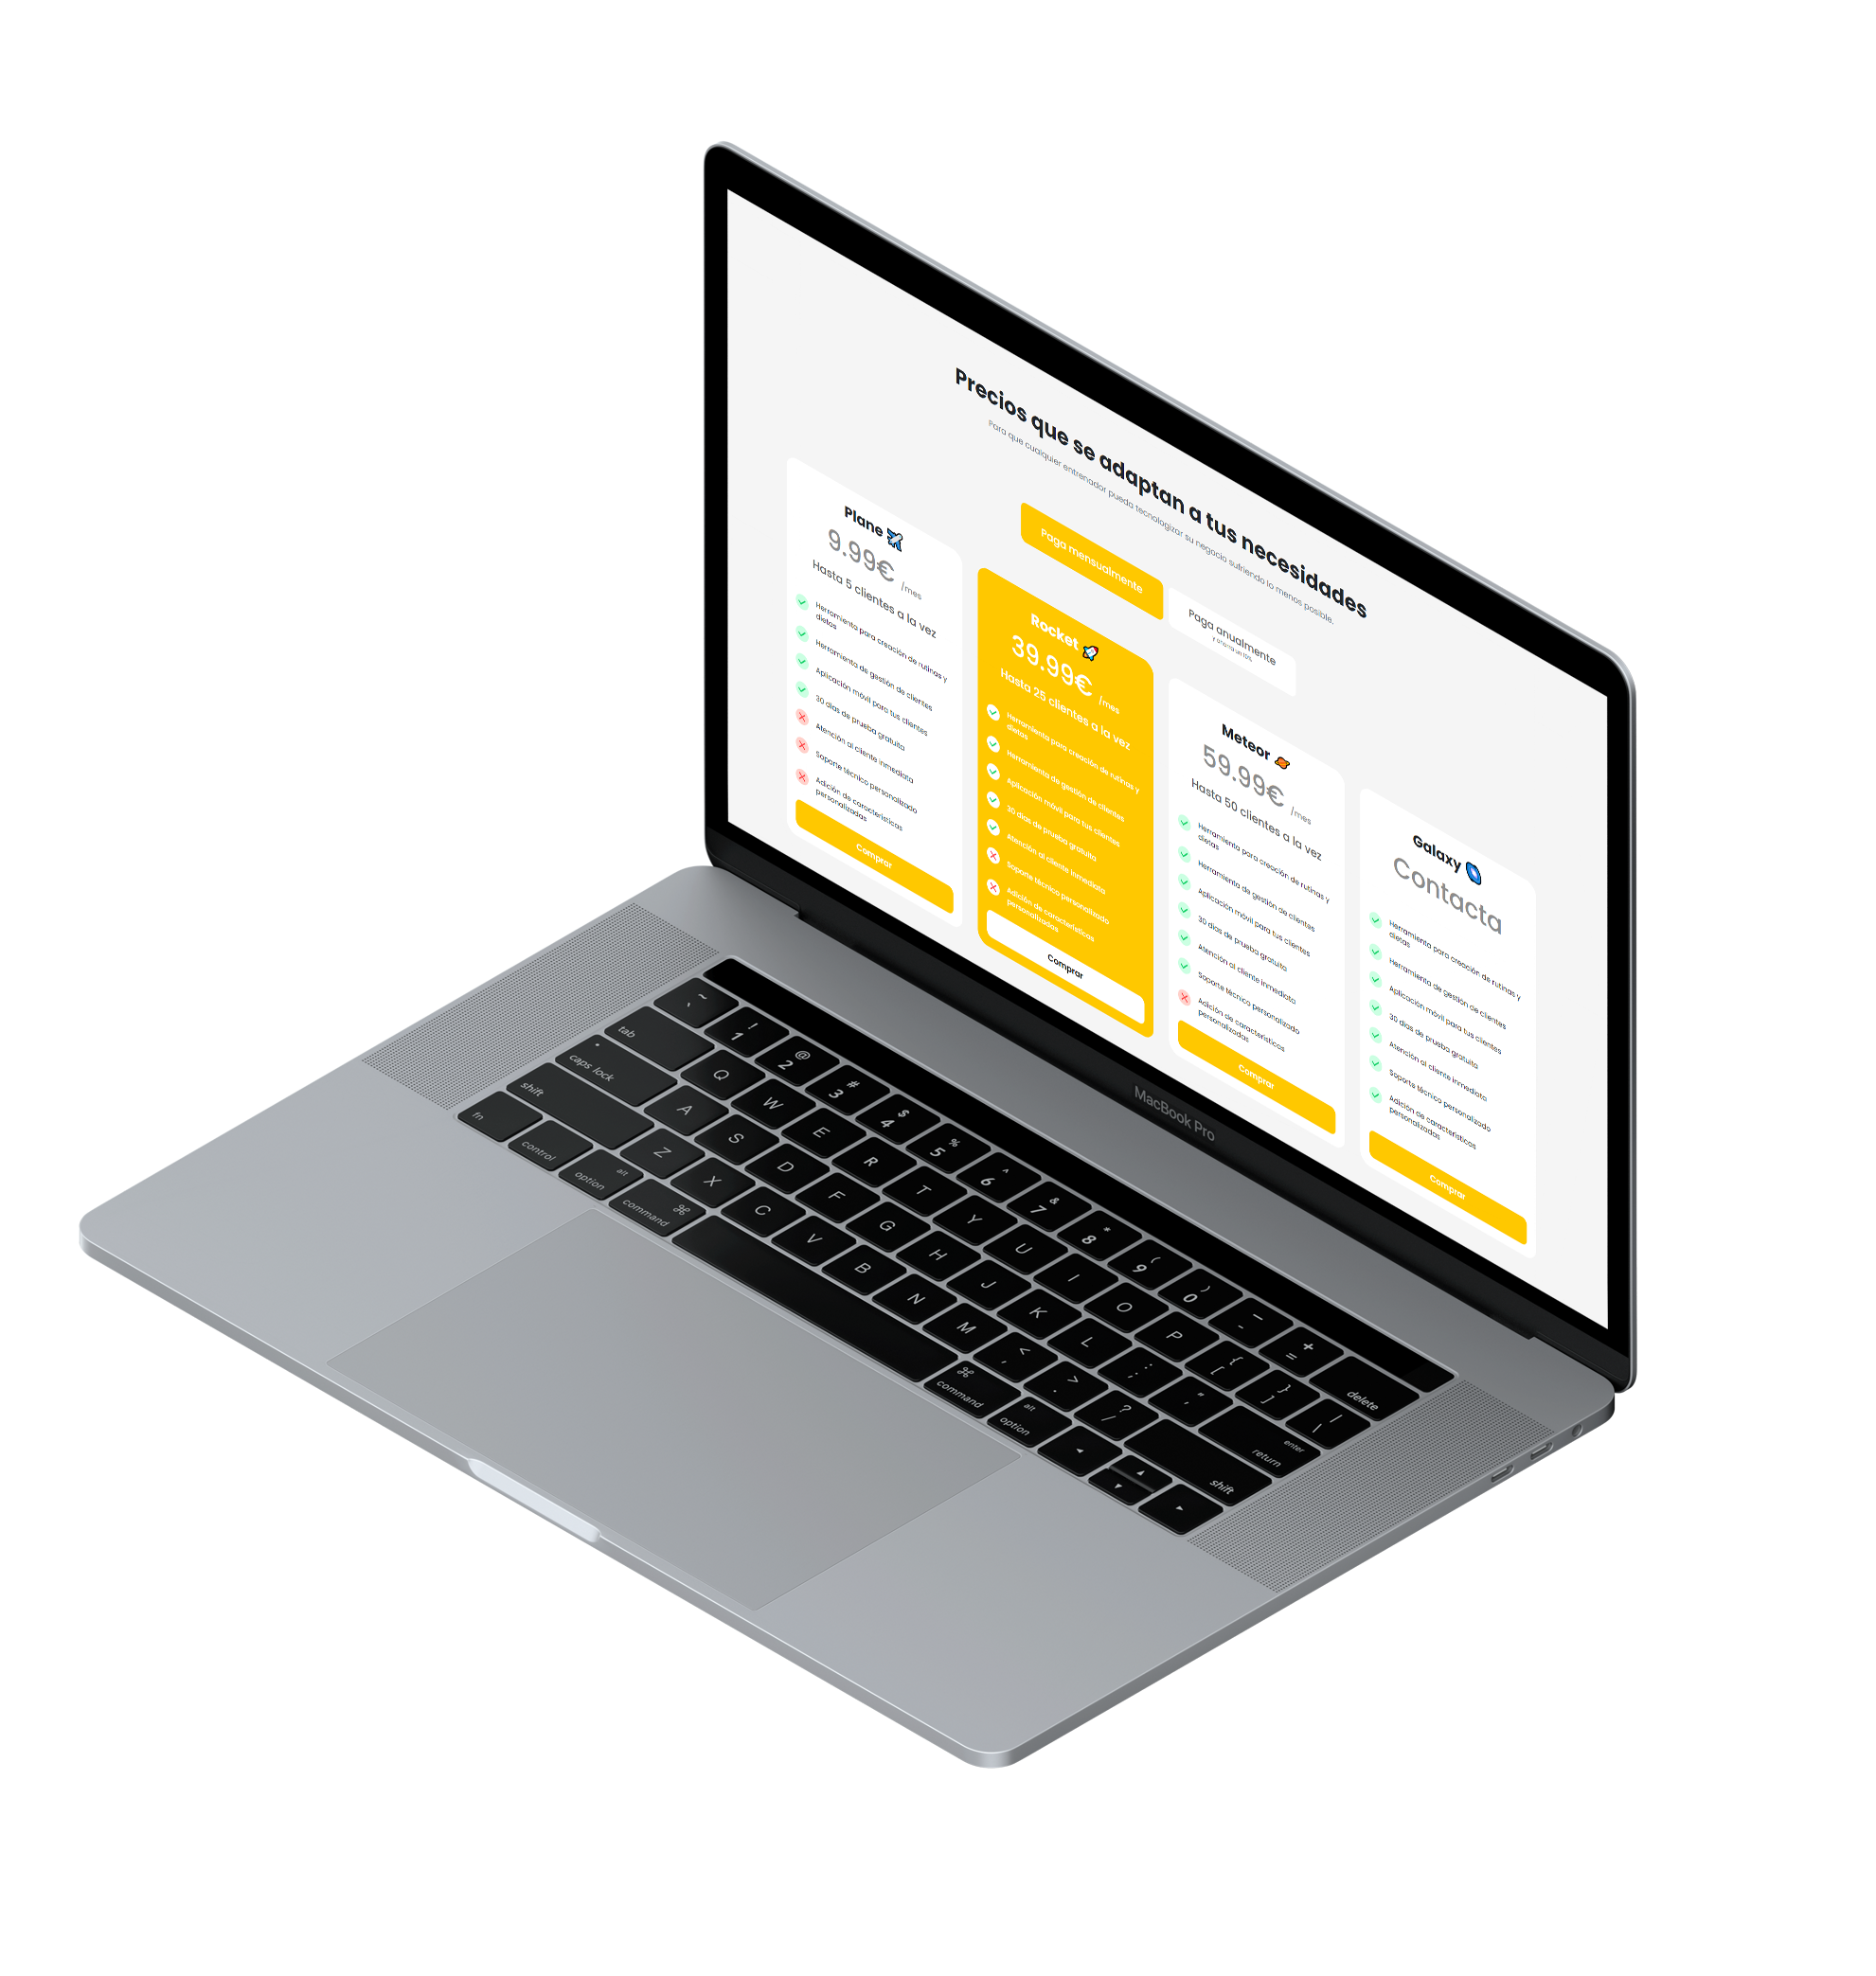 Precios que se adaptan a tus necesidades
Para que cualquier entrenador pueda tecnologizar su negocio sufriendo lo menos posible.
Paga mensualmente
Paga anualmente
Plane
9.99€ /mes
Hasta 5 clientes a la vez
Herramienta para creación de rutinas y
dietas
Herramienta de gestión de clientes
Aplicación móvil para tus clientes
30 días de prueba gratuita
Atención al cliente inmediata
Soporte técnico personalizado
Adición de características
personalizadas
Comprar
Rocket
39.99€ /mes
Hasta 25 clientes a la vez
Herramienta para creación de rutinas y
dietas
Herramienta de gestión de clientes
Aplicación móvil para tus clientes
30 días de prueba gratuita
Atención al cliente inmediata
Soporte técnico personalizado
Adición de características
personalizadas
Comprar
Meteor
59.99€ /mes
Hasta 50 clientes a la vez
Herramienta para creación de rutinas y
dietas
Herramienta de gestión de clientes
Aplicación móvil para tus clientes
30 días de prueba gratuita
Atención al cliente inmediata
Soporte técnico personalizado
Adición de características
personalizadas
Comprar
Galaxy
Contacta
Herramienta para creación de rutinas y
dietas
Herramienta de gestión de clientes
Aplicación móvil para tus clientes
30 días de prueba gratuita
Atención al cliente inmediata
Soporte técnico personalizado
Adición de características
personalizadas
Comprar
MacBook Pro
~ ` ! 1 @ 2 # 3 $ 4 % 5 ^ 6 & 7 * 8 ( 9 ) 0 _ - + = delete
tab Q W E R T Y U I O P { [ } ] | \
caps lock A S D F G H J K L : ; " ' enter return
shift Z X C V B N M < , > . ? / shift
fn control alt option ⌘ command ⌘ command alt option ◄ ▲ ▼ ►